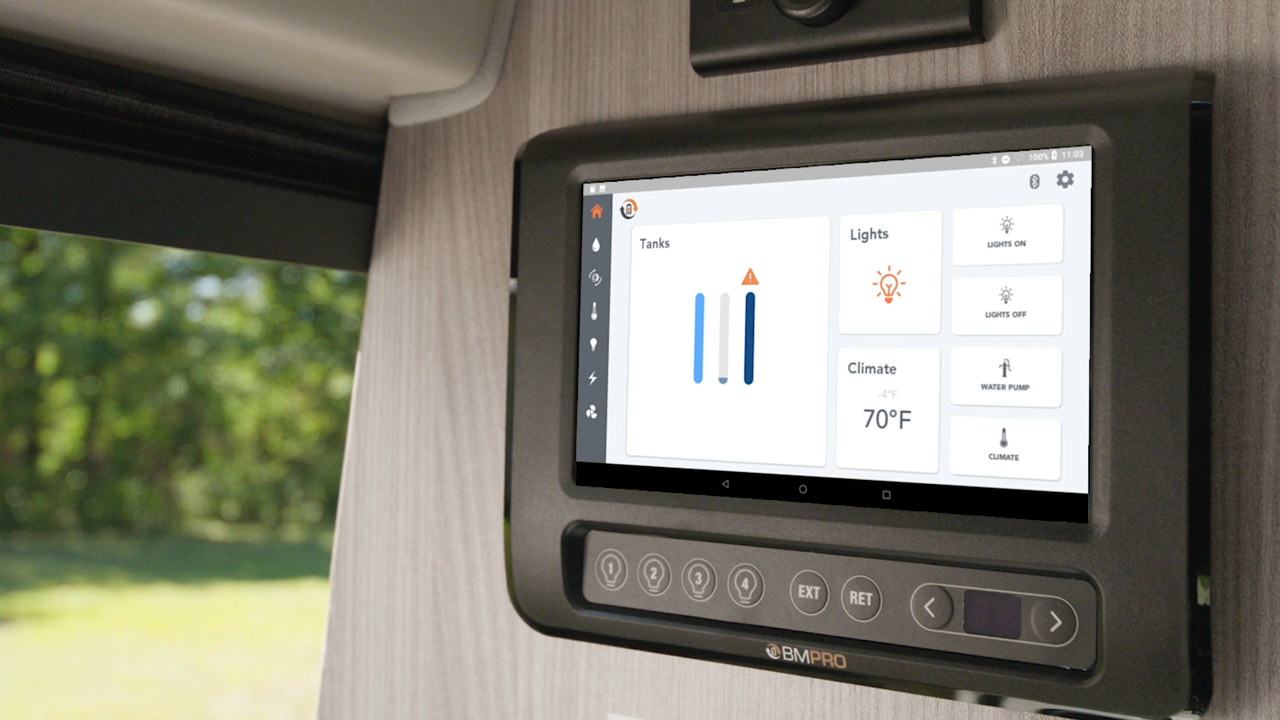 100% 11:03
Tanks
Lights
LIGHTS ON
LIGHTS OFF
Climate
-4°F
70°F
WATER PUMP
CLIMATE
1 2 3 4 EXT RET
BMPRO